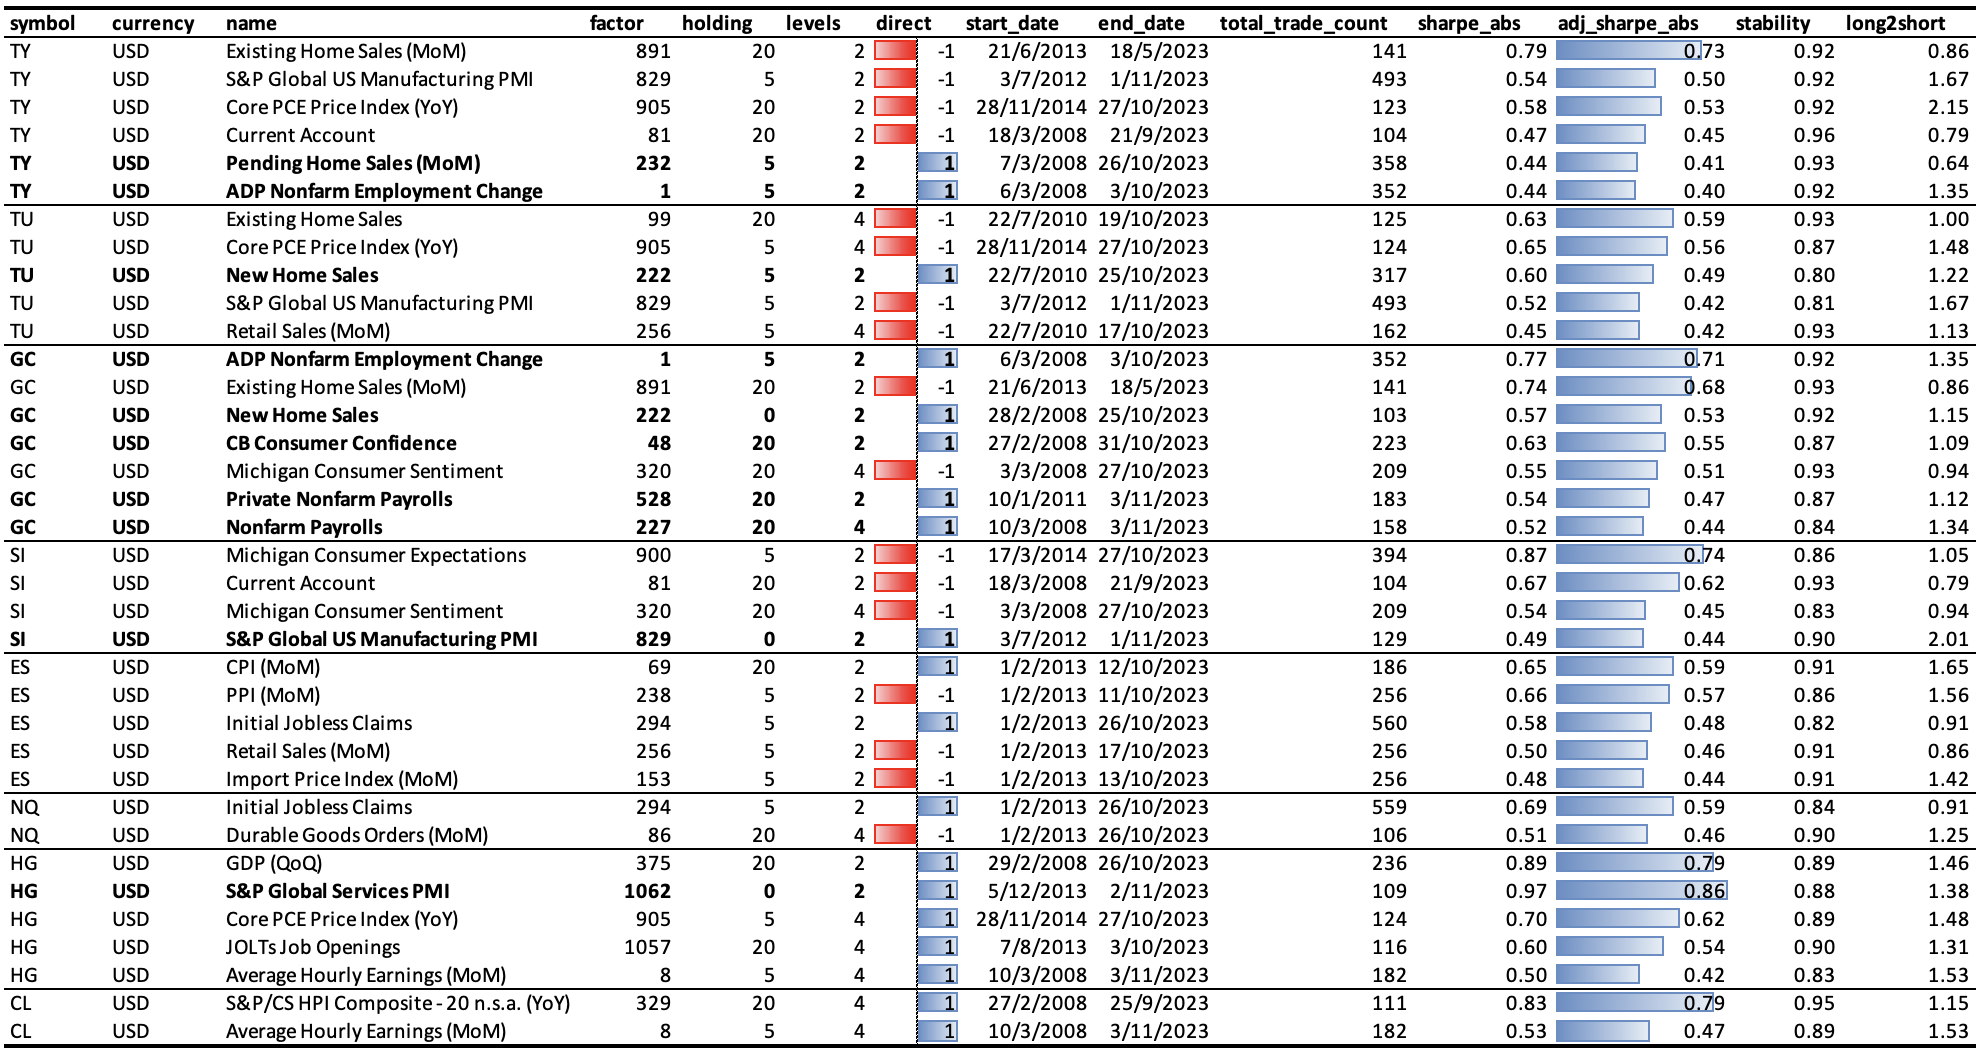 symbol currency name factor holding levels direct start_date end_date total_trade_count sharpe_abs adj_sharpe_abs stability long2short
TY USD Existing Home Sales (MoM) 891 20 2 -1 21/6/2013 18/5/2023 141 0.79 0.73 0.92 0.86
TY USD S&P Global US Manufacturing PMI 829 5 2 -1 3/7/2012 1/11/2023 493 0.54 0.50 0.92 1.67
TY USD Core PCE Price Index (YoY) 905 20 2 -1 28/11/2014 27/10/2023 123 0.58 0.53 0.92 2.15
TY USD Current Account 81 20 2 -1 18/3/2008 21/9/2023 104 0.47 0.45 0.96 0.79
TY USD Pending Home Sales (MoM) 232 5 2 1 7/3/2008 26/10/2023 358 0.44 0.41 0.93 0.64
TY USD ADP Nonfarm Employment Change 1 5 2 1 6/3/2008 3/10/2023 352 0.44 0.40 0.92 1.35
TU USD Existing Home Sales 99 20 4 -1 22/7/2010 19/10/2023 125 0.63 0.59 0.93 1.00
TU USD Core PCE Price Index (YoY) 905 5 4 -1 28/11/2014 27/10/2023 124 0.65 0.56 0.87 1.48
TU USD New Home Sales 222 5 2 1 22/7/2010 25/10/2023 317 0.60 0.49 0.80 1.22
TU USD S&P Global US Manufacturing PMI 829 5 2 -1 3/7/2012 1/11/2023 493 0.52 0.42 0.81 1.67
TU USD Retail Sales (MoM) 256 5 4 -1 22/7/2010 17/10/2023 162 0.45 0.42 0.93 1.13
GC USD ADP Nonfarm Employment Change 1 5 2 1 6/3/2008 3/10/2023 352 0.77 0.71 0.92 1.35
GC USD Existing Home Sales (MoM) 891 20 2 -1 21/6/2013 18/5/2023 141 0.74 0.68 0.93 0.86
GC USD New Home Sales 222 0 2 1 28/2/2008 25/10/2023 103 0.57 0.53 0.92 1.15
GC USD CB Consumer Confidence 48 20 2 1 27/2/2008 31/10/2023 223 0.63 0.55 0.87 1.09
GC USD Michigan Consumer Sentiment 320 20 4 -1 3/3/2008 27/10/2023 209 0.55 0.51 0.93 0.94
GC USD Private Nonfarm Payrolls 528 20 2 1 10/1/2011 3/11/2023 183 0.54 0.47 0.87 1.12
GC USD Nonfarm Payrolls 227 20 4 1 10/3/2008 3/11/2023 158 0.52 0.44 0.84 1.34
SI USD Michigan Consumer Expectations 900 5 2 -1 17/3/2014 27/10/2023 394 0.87 0.74 0.86 1.05
SI USD Current Account 81 20 2 -1 18/3/2008 21/9/2023 104 0.67 0.62 0.93 0.79
SI USD Michigan Consumer Sentiment 320 20 4 -1 3/3/2008 27/10/2023 209 0.54 0.45 0.83 0.94
SI USD S&P Global US Manufacturing PMI 829 0 2 1 3/7/2012 1/11/2023 129 0.49 0.44 0.90 2.01
ES USD CPI (MoM) 69 20 2 1 1/2/2013 12/10/2023 186 0.65 0.59 0.91 1.65
ES USD PPI (MoM) 238 5 2 -1 1/2/2013 11/10/2023 256 0.66 0.57 0.86 1.56
ES USD Initial Jobless Claims 294 5 2 1 1/2/2013 26/10/2023 560 0.58 0.48 0.82 0.91
ES USD Retail Sales (MoM) 256 5 2 -1 1/2/2013 17/10/2023 256 0.50 0.46 0.91 0.86
ES USD Import Price Index (MoM) 153 5 2 -1 1/2/2013 13/10/2023 256 0.48 0.44 0.91 1.42
NQ USD Initial Jobless Claims 294 5 2 1 1/2/2013 26/10/2023 559 0.69 0.59 0.84 0.91
NQ USD Durable Goods Orders (MoM) 86 20 4 -1 1/2/2013 26/10/2023 106 0.51 0.46 0.90 1.25
HG USD GDP (QoQ) 375 20 2 1 29/2/2008 26/10/2023 236 0.89 0.79 0.89 1.46
HG USD S&P Global Services PMI 1062 0 2 1 5/12/2013 2/11/2023 109 0.97 0.86 0.88 1.38
HG USD Core PCE Price Index (YoY) 905 5 4 1 28/11/2014 27/10/2023 124 0.70 0.62 0.89 1.48
HG USD JOLTs Job Openings 1057 20 4 1 7/8/2013 3/10/2023 116 0.60 0.54 0.90 1.31
HG USD Average Hourly Earnings (MoM) 8 5 4 1 10/3/2008 3/11/2023 182 0.50 0.42 0.83 1.53
CL USD S&P/CS HPI Composite - 20 n.s.a. (YoY) 329 20 4 1 27/2/2008 25/9/2023 111 0.83 0.79 0.95 1.15
CL USD Average Hourly Earnings (MoM) 8 5 4 1 10/3/2008 3/11/2023 182 0.53 0.47 0.89 1.53